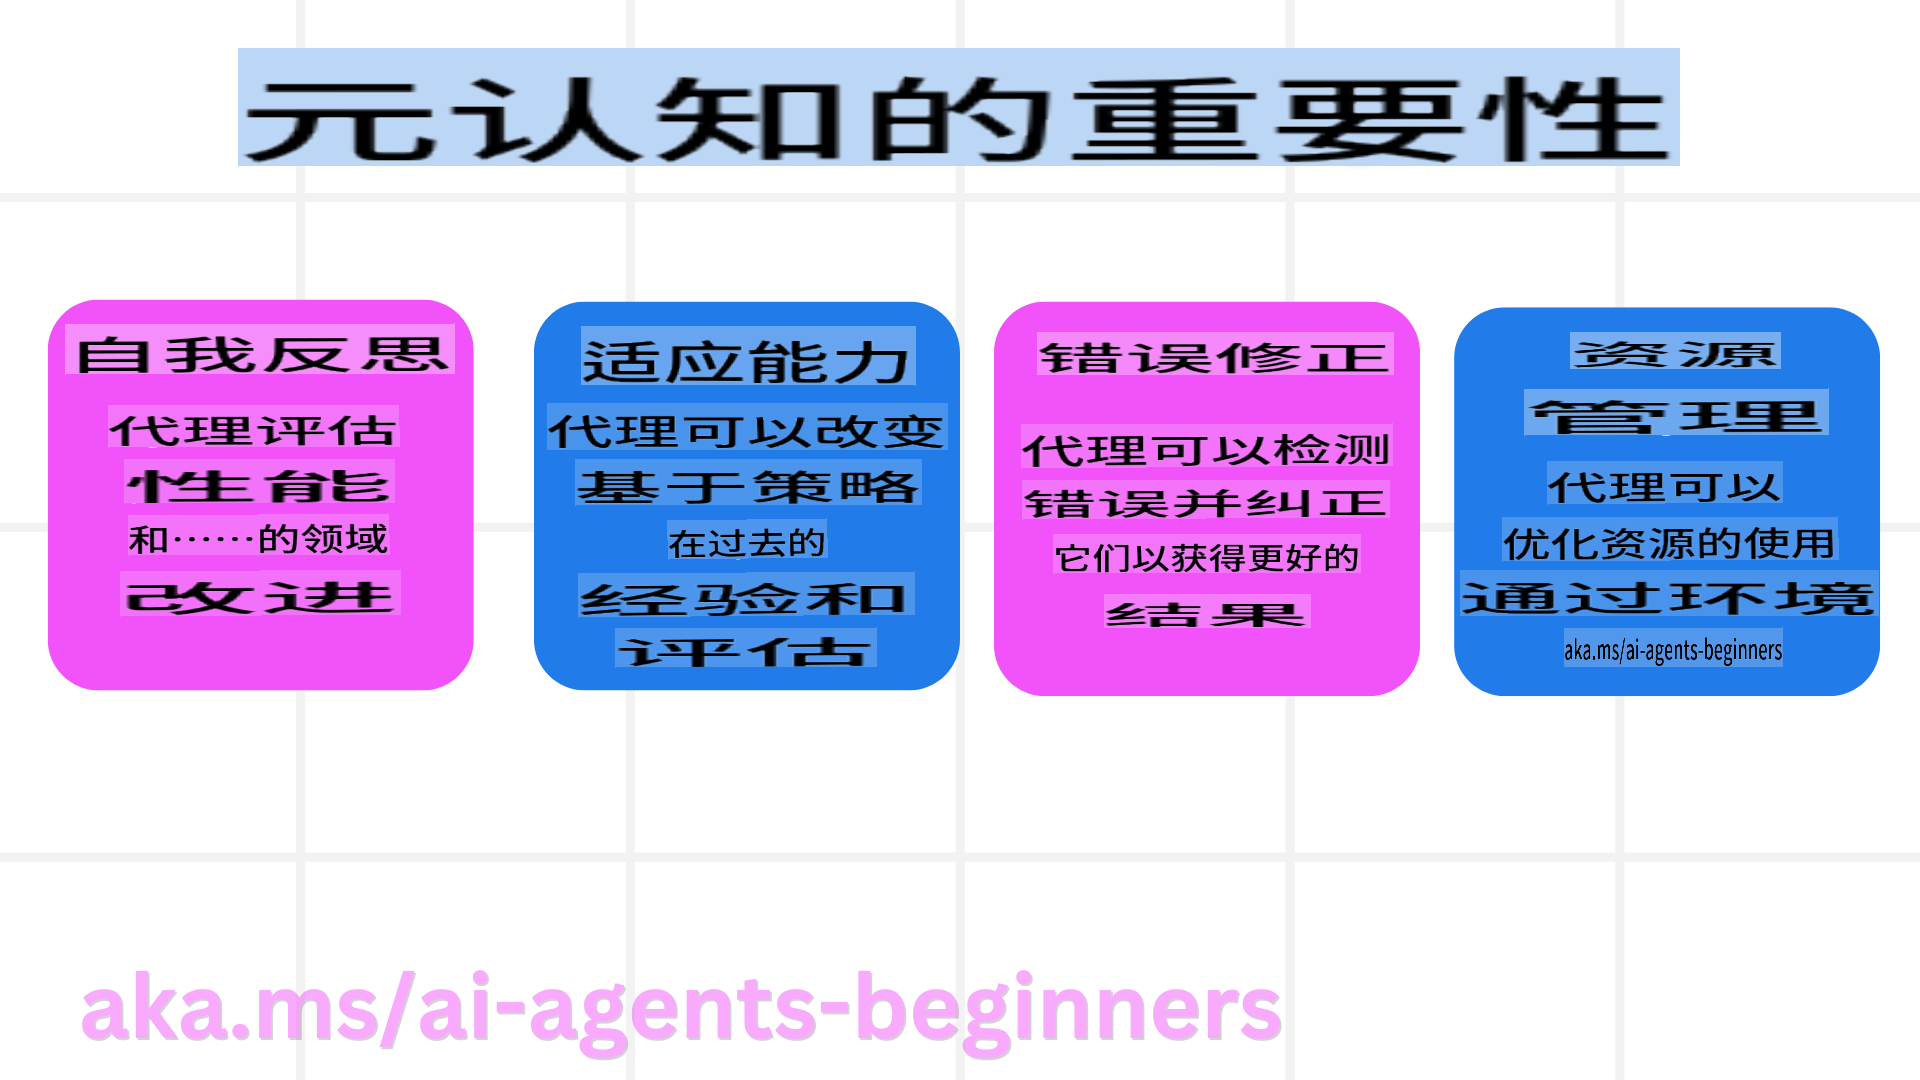 元认知的重要性
自我反思
代理评估
性能
和……的领域
改进
适应能力
代理可以改变
基于策略
在过去的
经验和
评估
错误修正
代理可以检测
错误并纠正
它们以获得更好的
结果
资源
管理
代理可以
优化资源的使用
通过环境
aka.ms/ai-agents-beginners
aka.ms/ai-agents-beginners